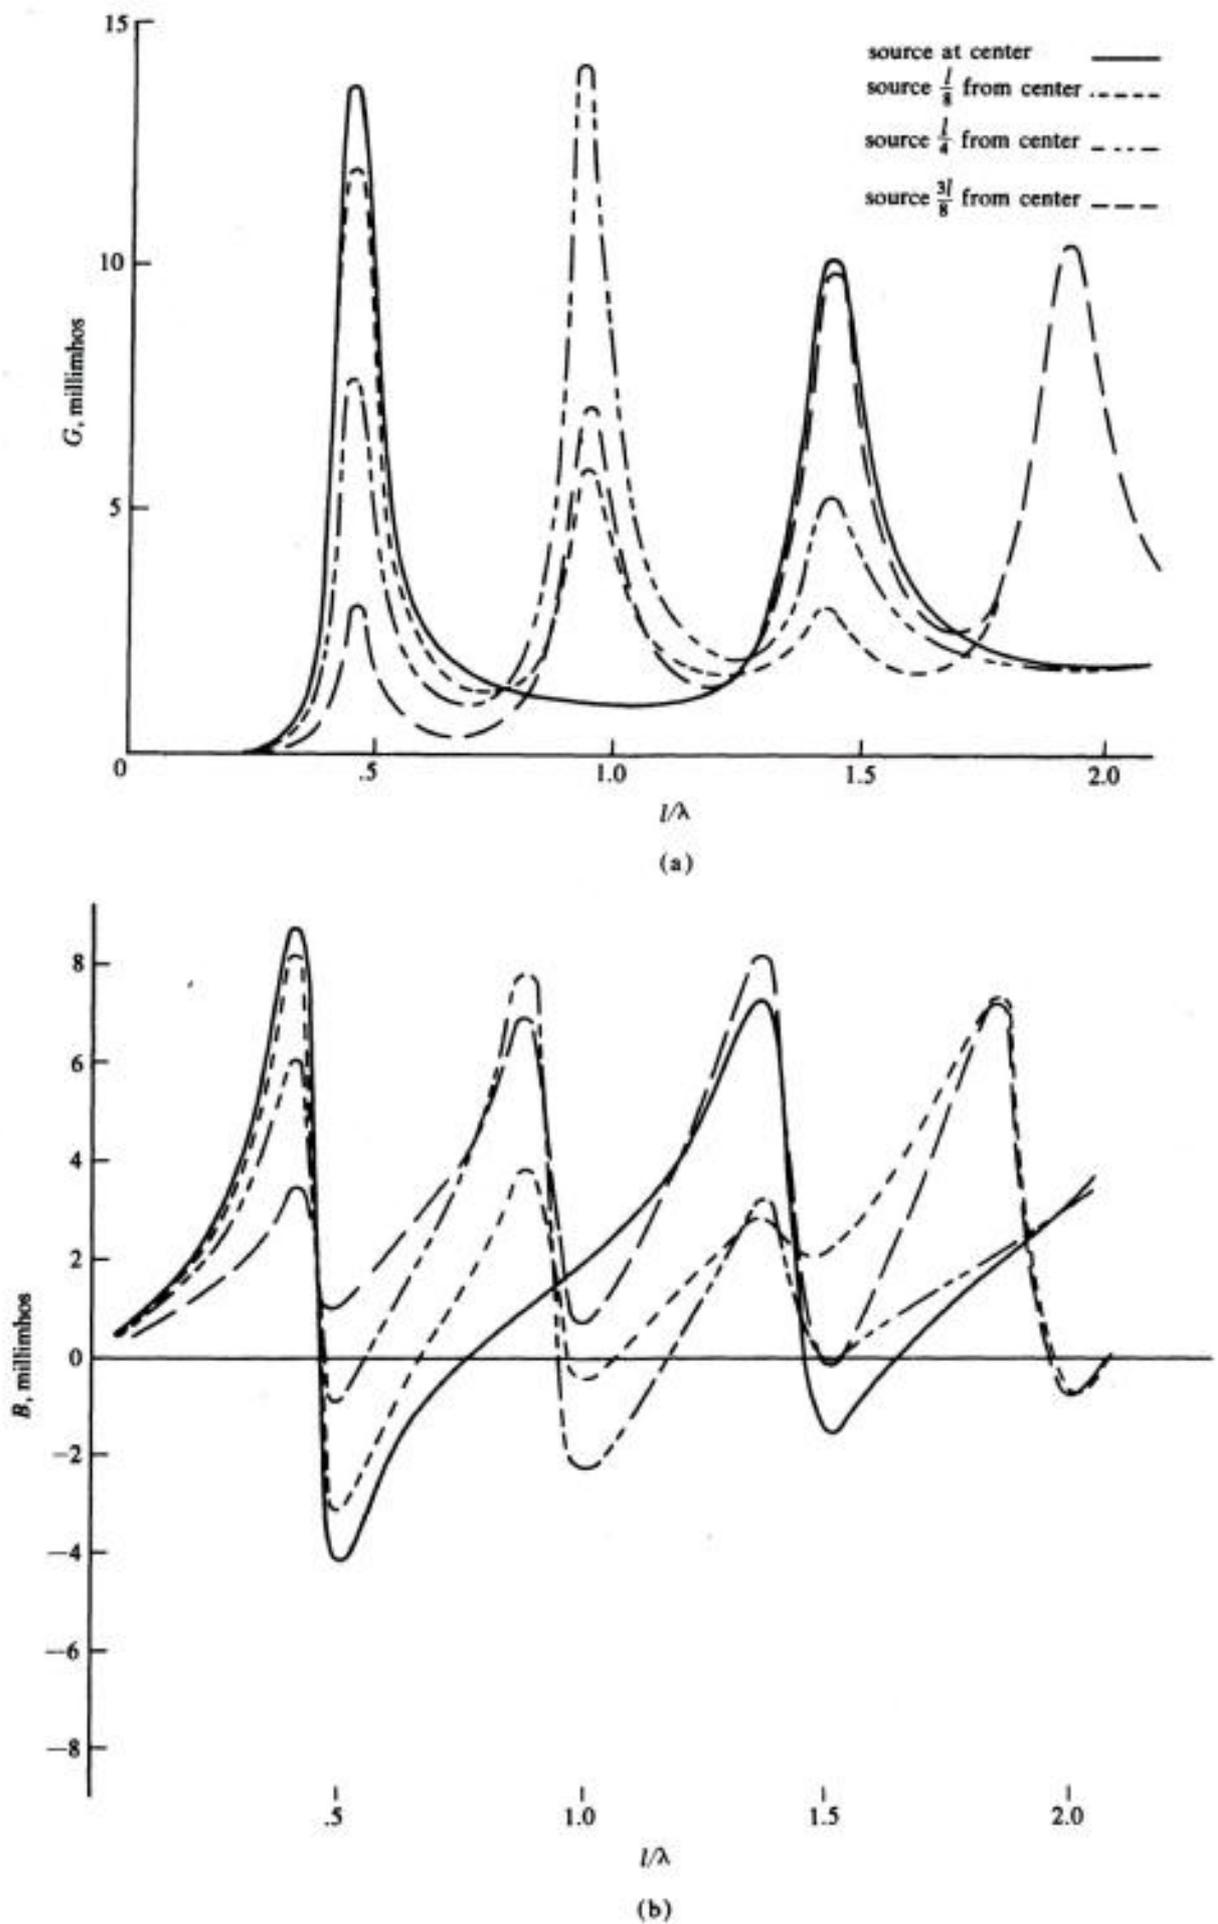 15
10
5
0
.5
1.0
1.5
2.0
G, millimhos
l/λ
(a)
source at center
source l/8 from center
source l/4 from center
source 3l/8 from center
8
6
4
2
0
−2
−4
−6
−8
B, millimhos
.5
1.0
1.5
2.0
l/λ
(b)